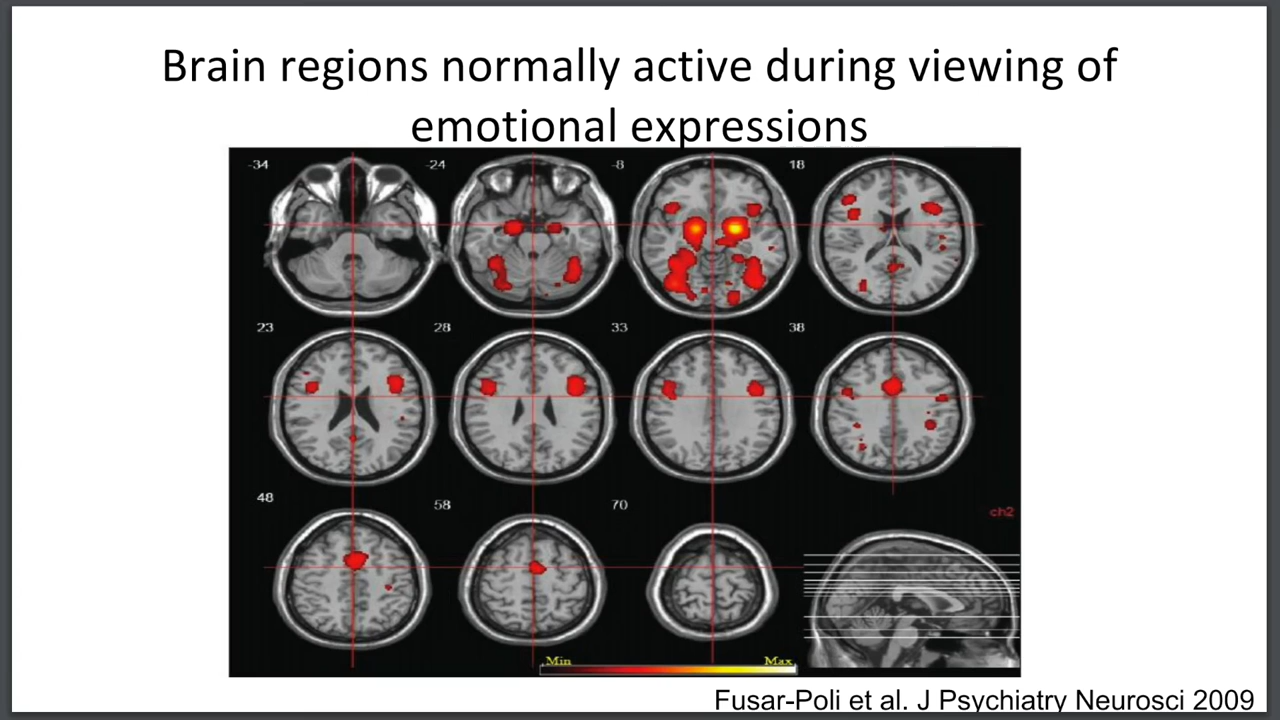 Brain regions normally active during viewing of
emotional expressions
-34
-24
-8
18
23
28
33
38
48
58
70
ch2
Min
Max
Fusar-Poli et al. J Psychiatry Neurosci 2009